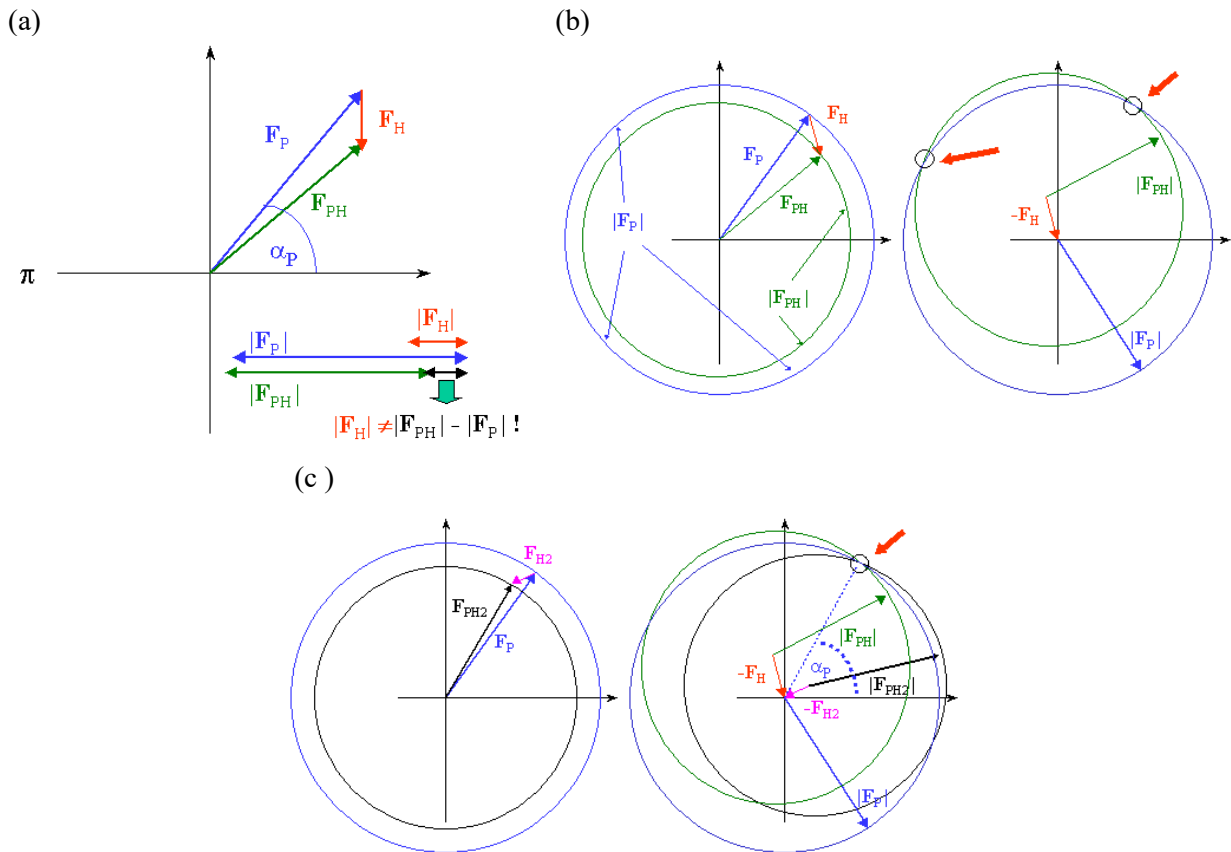 (a)
F_P
F_H
F_PH
α_P
π
|F_H|
|F_P|
|F_PH|
|F_H| ≠ |F_PH| - |F_P| !
(b)
F_H
F_P
F_PH
|F_P|
|F_PH|
|F_PH|
-F_H
|F_P|
(c )
F_H2
F_PH2
F_P
|F_PH|
α_P
-F_H
|F_PH2|
-F_H2
|F_P|